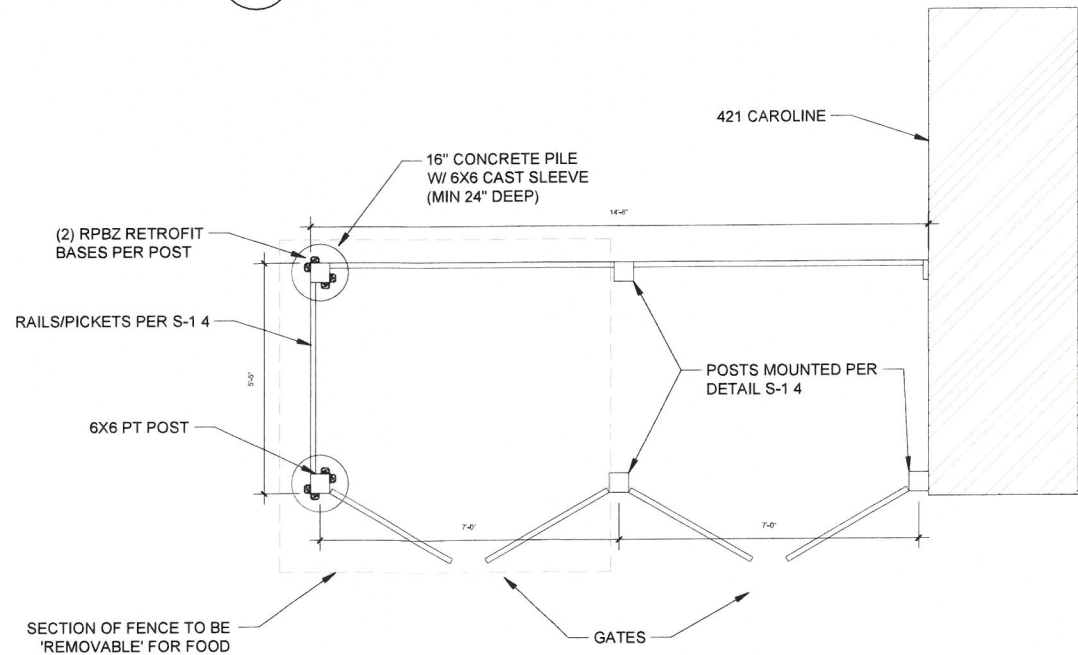 421 CAROLINE
16" CONCRETE PILE
W/ 6X6 CAST SLEEVE
(MIN 24" DEEP)
14'-6"
(2) RPBZ RETROFIT
BASES PER POST
RAILS/PICKETS PER S-1 4
5'-5"
POSTS MOUNTED PER
DETAIL S-1 4
6X6 PT POST
7'-0"
7'-0"
SECTION OF FENCE TO BE
'REMOVABLE' FOR FOOD
GATES